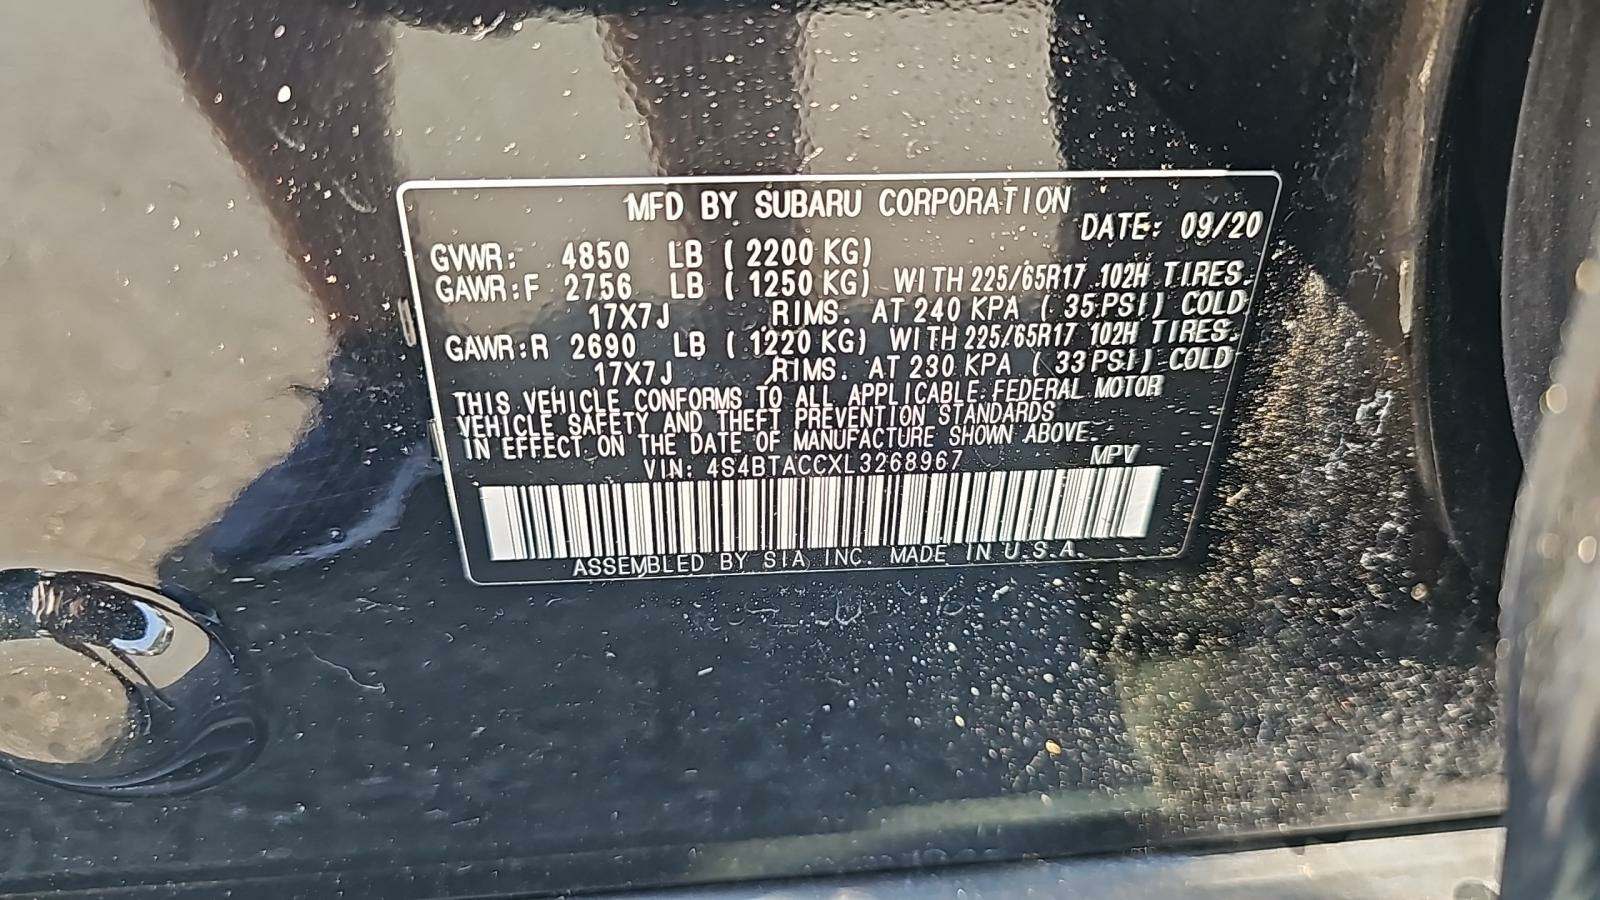 MFD BY SUBARU CORPORATION
DATE: 09/20
GVWR: 4850 LB ( 2200 KG)
GAWR:F 2756 LB ( 1250 KG) WITH 225/65R17 102H TIRES.
17X7J RIMS. AT 240 KPA ( 35 PSI) COLD
GAWR:R 2690 LB ( 1220 KG) WITH 225/65R17 102H TIRES.
17X7J RIMS. AT 230 KPA ( 33 PSI) COLD
THIS VEHICLE CONFORMS TO ALL APPLICABLE FEDERAL MOTOR
VEHICLE SAFETY AND THEFT PREVENTION STANDARDS
IN EFFECT ON THE DATE OF MANUFACTURE SHOWN ABOVE.
VIN: 4S4BTACCXL3268967 MPV
ASSEMBLED BY SIA, INC. MADE IN U.S.A.